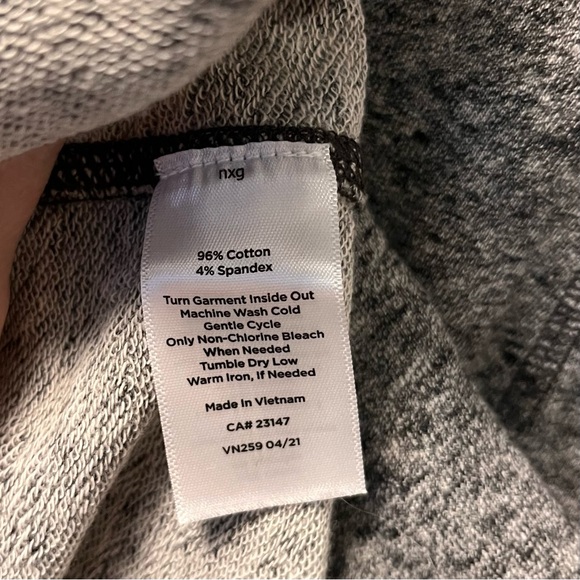 nxg
96% Cotton
4% Spandex
Turn Garment Inside Out
Machine Wash Cold
Gentle Cycle
Only Non-Chlorine Bleach
When Needed
Tumble Dry Low
Warm Iron, If Needed
Made In Vietnam
CA# 23147
VN259 04/21